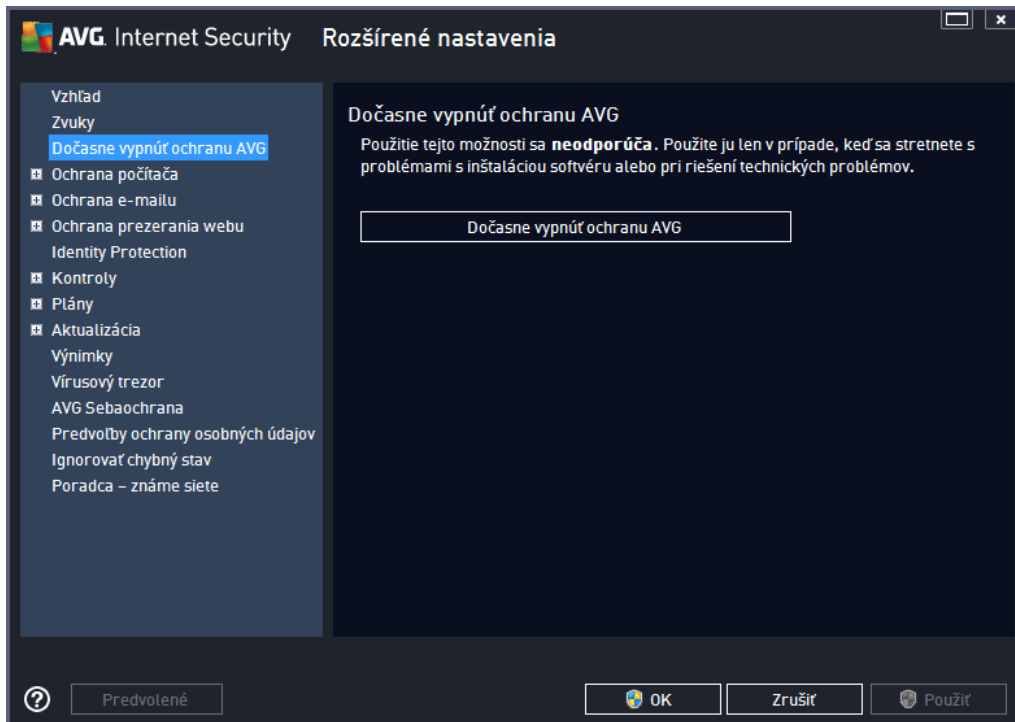 AVG. Internet Security Rozšírené nastavenia
Vzhľad
Zvuky
Dočasne vypnúť ochranu AVG
Ochrana počítača
Ochrana e-mailu
Ochrana prezerania webu
Identity Protection
Kontroly
Plány
Aktualizácia
Výnimky
Vírusový trezor
AVG Sebaochrana
Predvoľby ochrany osobných údajov
Ignorovať chybný stav
Poradca – známe siete
Dočasne vypnúť ochranu AVG
Použitie tejto možnosti sa neodporúča. Použite ju len v prípade, keď sa stretnete s
problémami s inštaláciou softvéru alebo pri riešení technických problémov.
Dočasne vypnúť ochranu AVG
Predvolené
OK
Zrušiť
Použiť